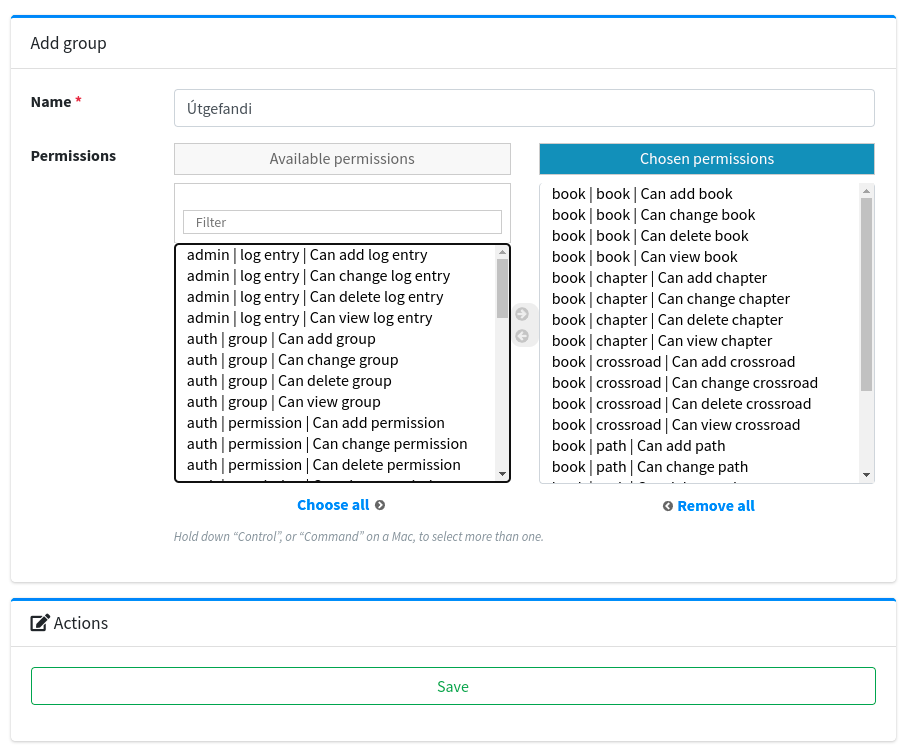 Add group
Name *
Útgefandi
Permissions
Available permissions
Filter
admin | log entry | Can add log entry
admin | log entry | Can change log entry
admin | log entry | Can delete log entry
admin | log entry | Can view log entry
auth | group | Can add group
auth | group | Can change group
auth | group | Can delete group
auth | group | Can view group
auth | permission | Can add permission
auth | permission | Can change permission
auth | permission | Can delete permission
Choose all
Chosen permissions
book | book | Can add book
book | book | Can change book
book | book | Can delete book
book | book | Can view book
book | chapter | Can add chapter
book | chapter | Can change chapter
book | chapter | Can delete chapter
book | chapter | Can view chapter
book | crossroad | Can add crossroad
book | crossroad | Can change crossroad
book | crossroad | Can delete crossroad
book | crossroad | Can view crossroad
book | path | Can add path
book | path | Can change path
Remove all
Hold down “Control”, or “Command” on a Mac, to select more than one.
Actions
Save